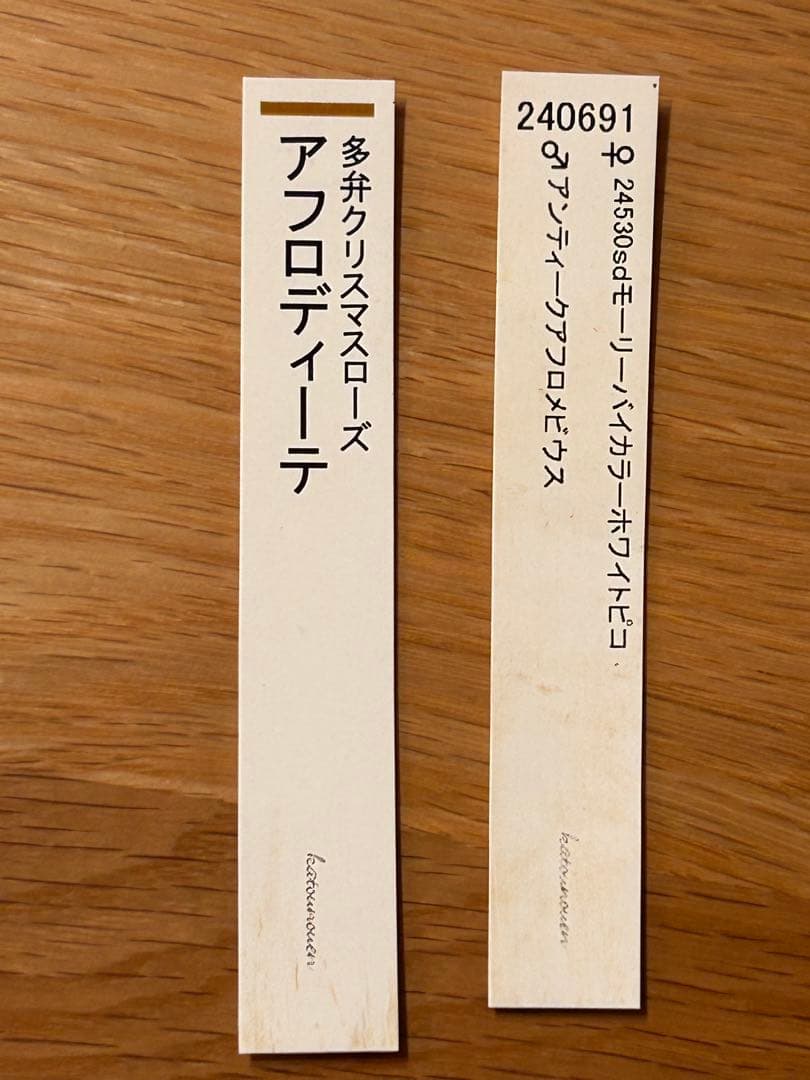 多弁クリスマスローズ
アフロディーテ
katounouen
240691
♀ 24530sdモーリーバイカラーホワイトピコ
♂ アンティークアフロメビウス
katounouen